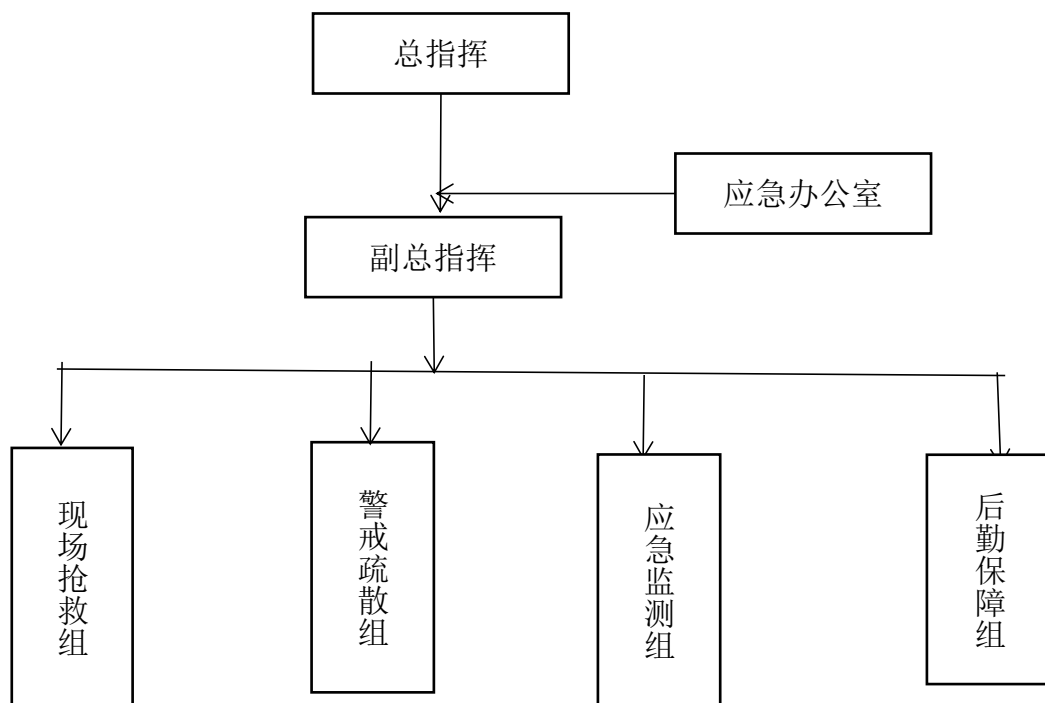 总指挥
应急办公室
副总指挥
现场抢救组
警戒疏散组
应急监测组
后勤保障组